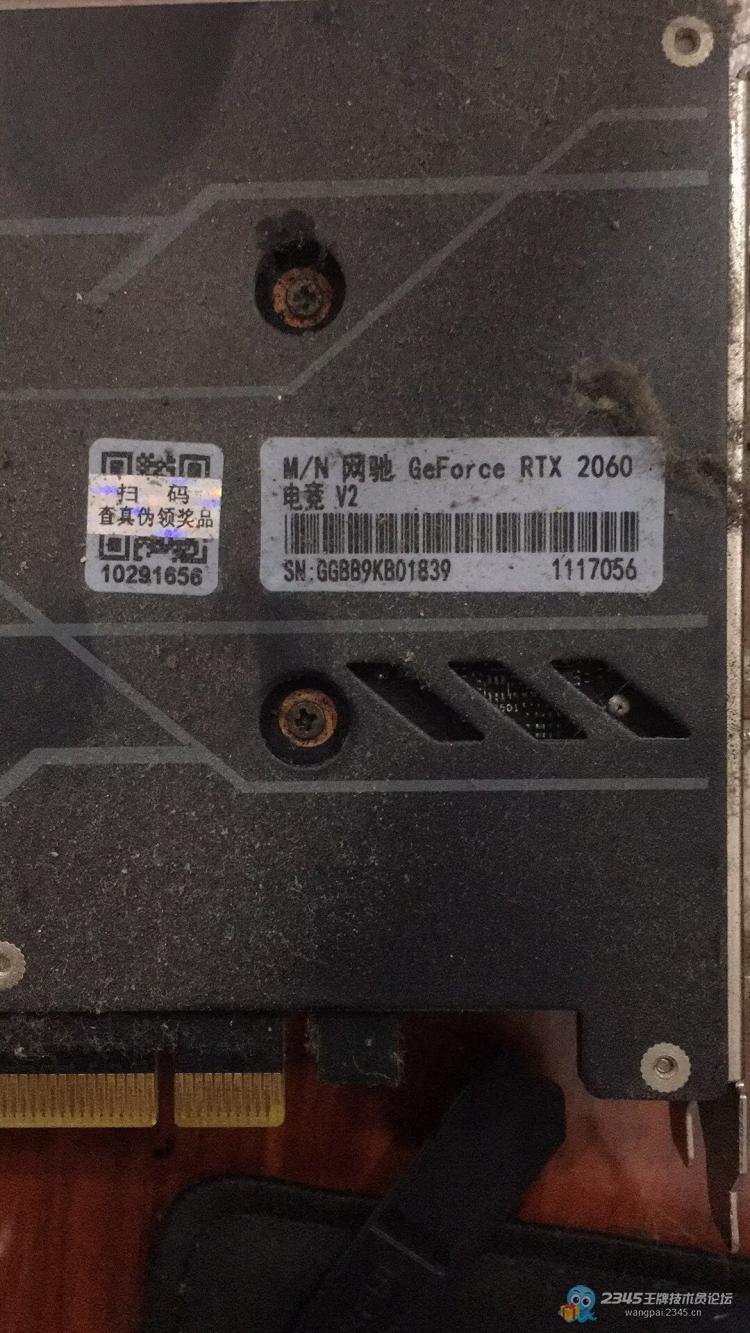 扫 码
查真伪领奖品
10291656
M/N 网驰 GeForce RTX 2060
电竞 V2
SN:GGBB9KB01839 1117056
2345王牌技术员论坛
wangpai.2345.cn